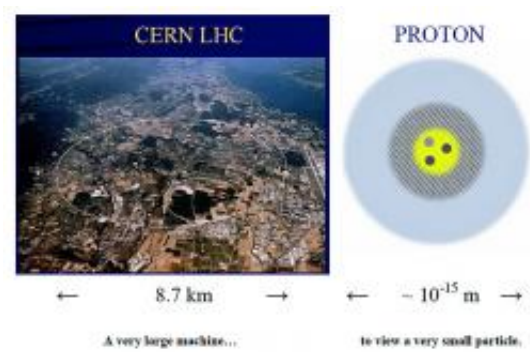 CERN LHC
PROTON
← 8.7 km →
← ~ 10⁻¹⁵ m →
A very large machine...
to view a very small particle.